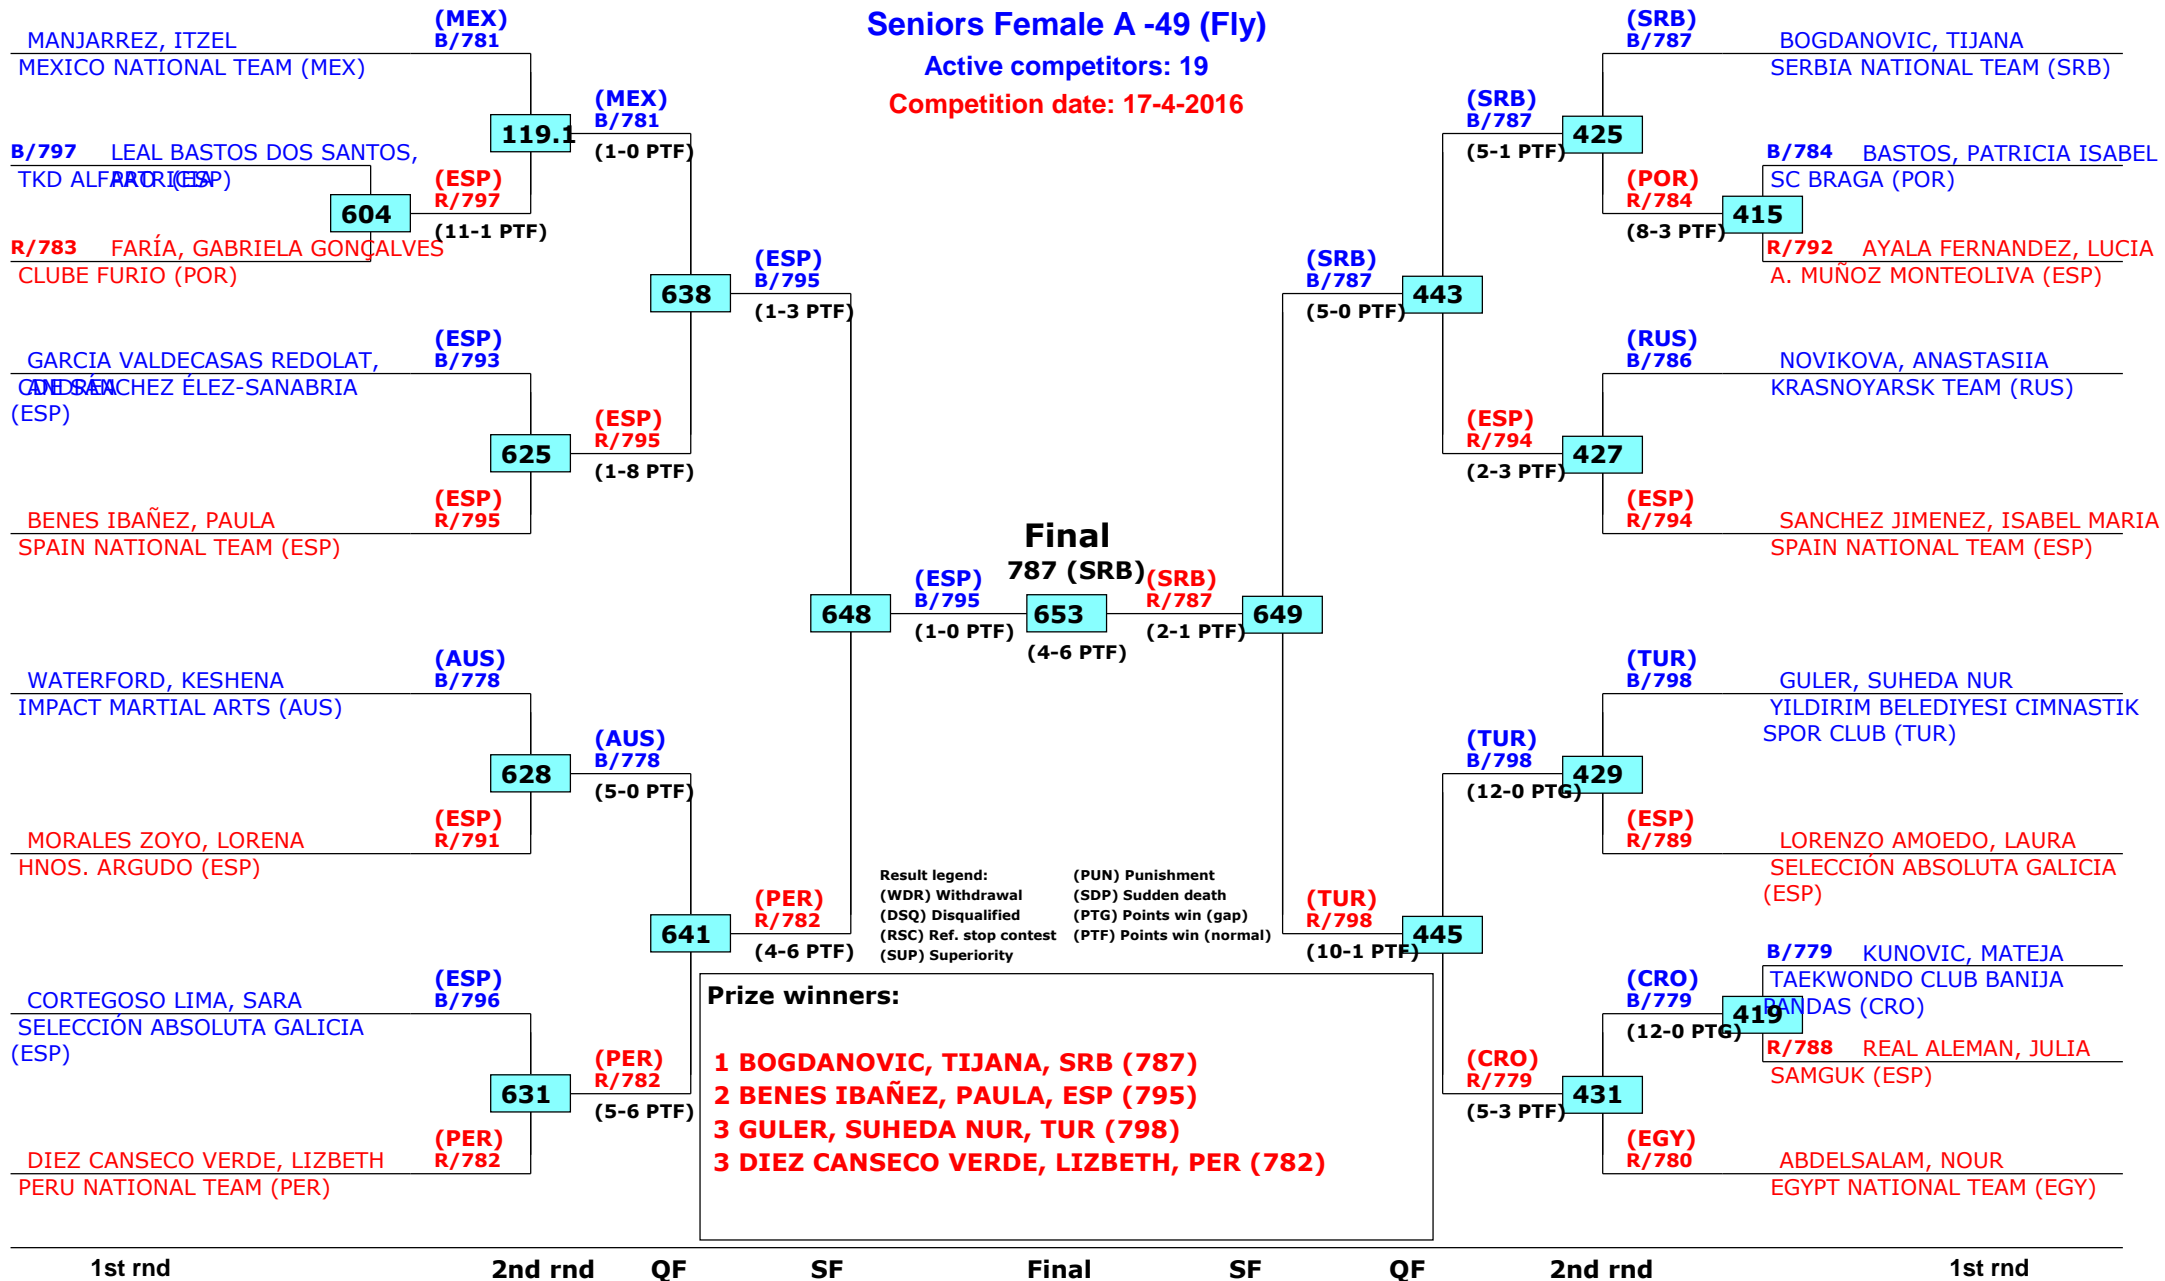 Seniors Female A -49 (Fly)
Active competitors: 19
Competition date: 17-4-2016
(MEX)
MANJARREZ, ITZEL B/781
MEXICO NATIONAL TEAM (MEX)
(MEX)
B/781
119.1
(1-0 PTF)
B/797 LEAL BASTOS DOS SANTOS,
PATRICIA
TKD ALFARO (ESP)
(ESP)
R/797
604
(11-1 PTF)
R/783 FARÍA, GABRIELA GONÇALVES
CLUBE FURIO (POR)
(ESP)
B/795
638
(1-3 PTF)
(ESP)
GARCIA VALDECASAS REDOLAT, B/793
SÁNCHEZ ÉLEZ-SANABRIA
(ESP)
(ESP)
R/795
625
(1-8 PTF)
(ESP)
BENES IBAÑEZ, PAULA R/795
SPAIN NATIONAL TEAM (ESP)
(ESP)
B/795
648
(1-0 PTF)
(AUS)
WATERFORD, KESHENA B/778
IMPACT MARTIAL ARTS (AUS)
(AUS)
B/778
628
(5-0 PTF)
(ESP)
MORALES ZOYO, LORENA R/791
HNOS. ARGUDO (ESP)
(PER)
R/782
641
(4-6 PTF)
(ESP)
CORTEGOSO LIMA, SARA B/796
SELECCIÓN ABSOLUTA GALICIA
(ESP)
(PER)
R/782
631
(5-6 PTF)
(PER)
DIEZ CANSECO VERDE, LIZBETH R/782
PERU NATIONAL TEAM (PER)
Final
787 (SRB)
653
(4-6 PTF)
(SRB)
R/787
649
(2-1 PTF)
(SRB)
B/787 BOGDANOVIC, TIJANA
SERBIA NATIONAL TEAM (SRB)
(SRB)
B/787
425
(5-1 PTF)
B/784 BASTOS, PATRICIA ISABEL
SC BRAGA (POR)
(POR)
R/784
415
(8-3 PTF)
R/792 AYALA FERNANDEZ, LUCIA
A. MUÑOZ MONTEOLIVA (ESP)
(SRB)
B/787
443
(5-0 PTF)
(RUS)
B/786 NOVIKOVA, ANASTASIIA
KRASNOYARSK TEAM (RUS)
(ESP)
R/794
427
(2-3 PTF)
(ESP)
R/794 SANCHEZ JIMENEZ, ISABEL MARIA
SPAIN NATIONAL TEAM (ESP)
(TUR)
B/798 GULER, SUHEDA NUR
YILDIRIM BELEDIYESI CIMNASTIK
SPOR CLUB (TUR)
(TUR)
B/798
429
(12-0 PTG)
(ESP)
R/789 LORENZO AMOEDO, LAURA
SELECCIÓN ABSOLUTA GALICIA
(ESP)
(TUR)
R/798
445
(10-1 PTF)
B/779 KUNOVIC, MATEJA
TAEKWONDO CLUB BANIJA
PANDAS (CRO)
(CRO)
B/779
419
(12-0 PTG)
R/788 REAL ALEMAN, JULIA
SAMGUK (ESP)
(CRO)
R/779
431
(5-3 PTF)
(EGY)
R/780 ABDELSALAM, NOUR
EGYPT NATIONAL TEAM (EGY)
Result legend:
(WDR) Withdrawal
(DSQ) Disqualified
(RSC) Ref. stop contest
(SUP) Superiority
(PUN) Punishment
(SDP) Sudden death
(PTG) Points win (gap)
(PTF) Points win (normal)
Prize winners:
1 BOGDANOVIC, TIJANA, SRB (787)
2 BENES IBAÑEZ, PAULA, ESP (795)
3 GULER, SUHEDA NUR, TUR (798)
3 DIEZ CANSECO VERDE, LIZBETH, PER (782)
1st rnd 2nd rnd QF SF Final SF QF 2nd rnd 1st rnd